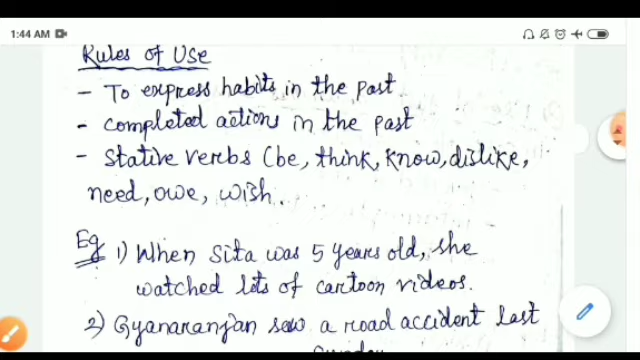 1:44 AM
Rules of Use
- To express habits in the past
- completed actions in the past
- Stative verbs (be, think, know, dislike,
need, owe, wish.
Eg 1) When Sita was 5 years old, she
watched lots of cartoon videos.
2) Gyanaranjan saw a road accident last